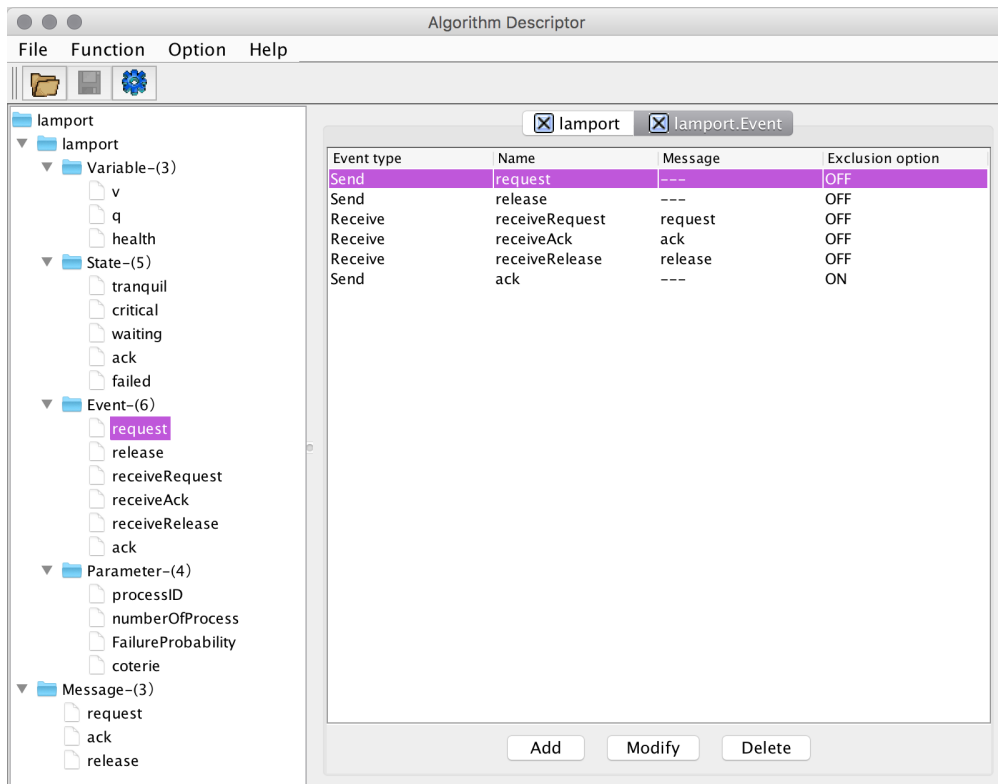 Algorithm Descriptor
File Function Option Help
lamport
lamport
Variable-(3)
v
q
health
State-(5)
tranquil
critical
waiting
ack
failed
Event-(6)
request
release
receiveRequest
receiveAck
receiveRelease
ack
Parameter-(4)
processID
numberOfProcess
FailureProbability
coterie
Message-(3)
request
ack
release
lamport lamport.Event
Event type Name Message Exclusion option
Send request --- OFF
Send release --- OFF
Receive receiveRequest request OFF
Receive receiveAck ack OFF
Receive receiveRelease release OFF
Send ack --- ON
Add Modify Delete